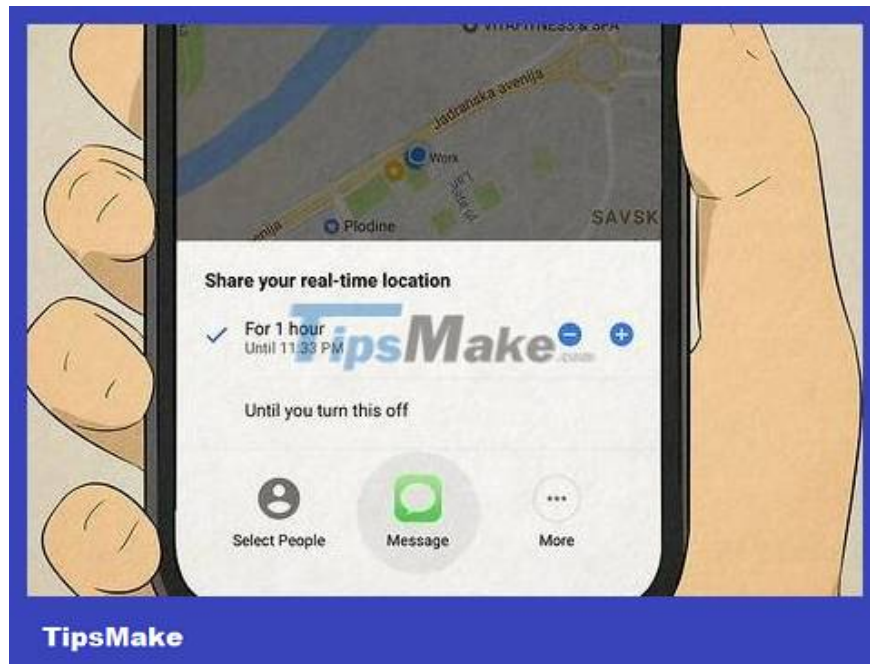 VITAFITNESS & SPA
Jadranska avenija
Work
Plodine
SAVSK
Share your real-time location
For 1 hour
Until 11:33 PM
TipsMake.com
Until you turn this off
Select People
Message
More
TipsMake